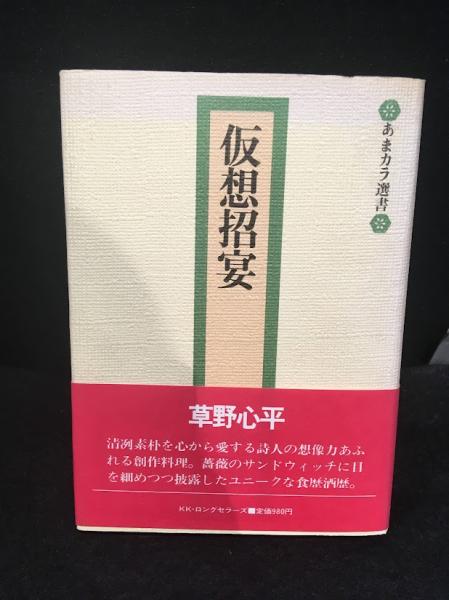 あまカラ選書
仮想招宴
草野心平
清冽素朴を心から愛する詩人の想像力あふ
れる創作料理。薔薇のサンドウィッチに目
を細めつつ披露したユニークな食歴酒歴。
KK・ロングセラーズ■定価980円